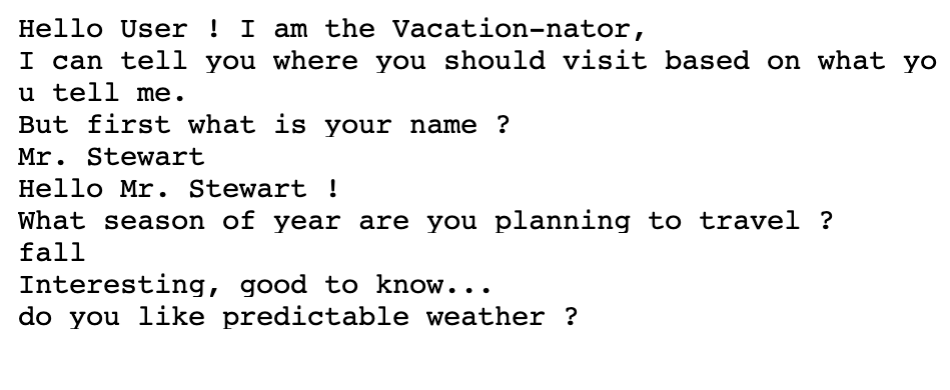 Hello User ! I am the Vacation-nator,
I can tell you where you should visit based on what yo
u tell me.
But first what is your name ?
Mr. Stewart
Hello Mr. Stewart !
What season of year are you planning to travel ?
fall
Interesting, good to know...
do you like predictable weather ?